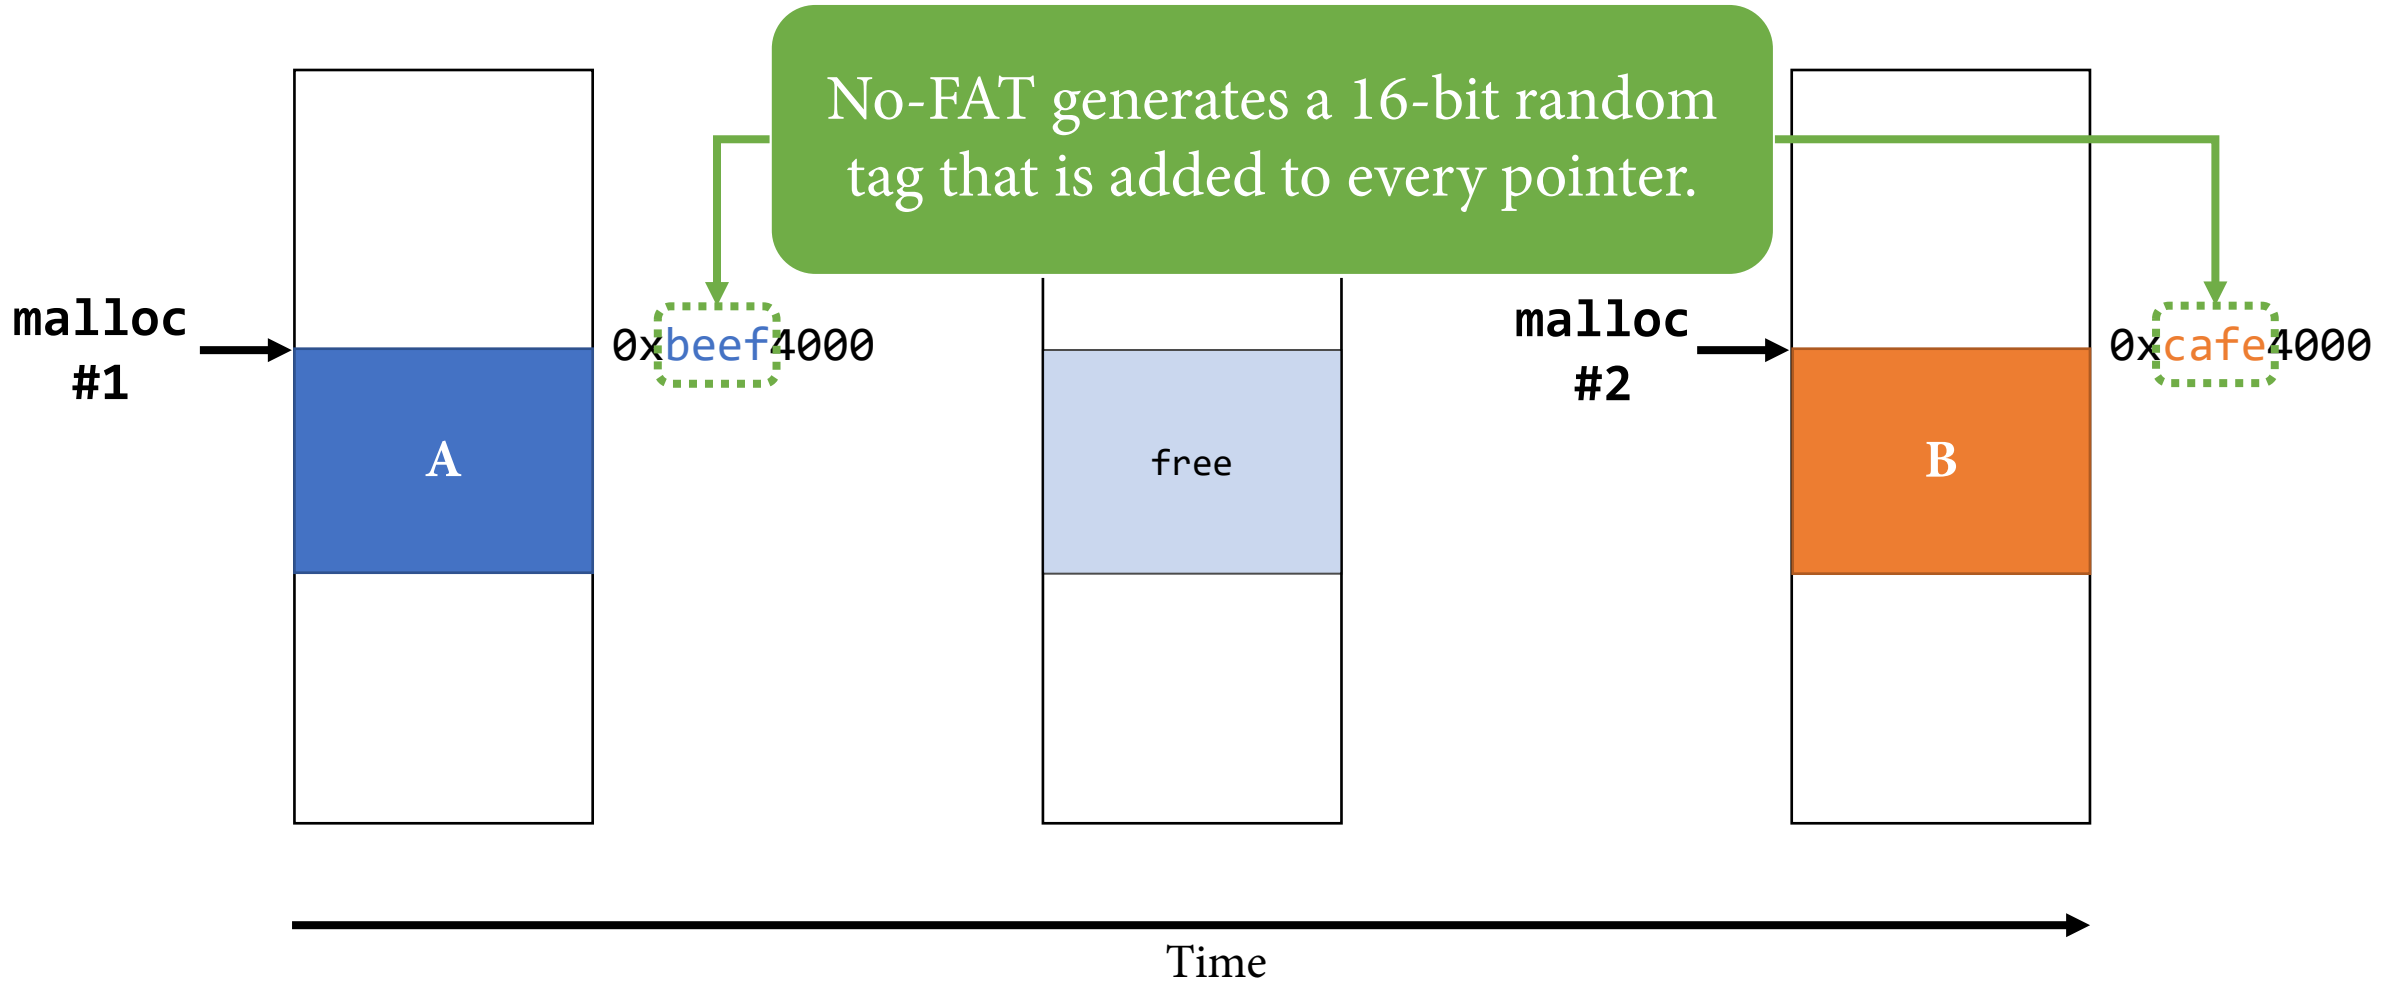 No-FAT generates a 16-bit random
tag that is added to every pointer.
malloc
#1
0xbeef4000
A
free
malloc
#2
0xcafe4000
B
Time